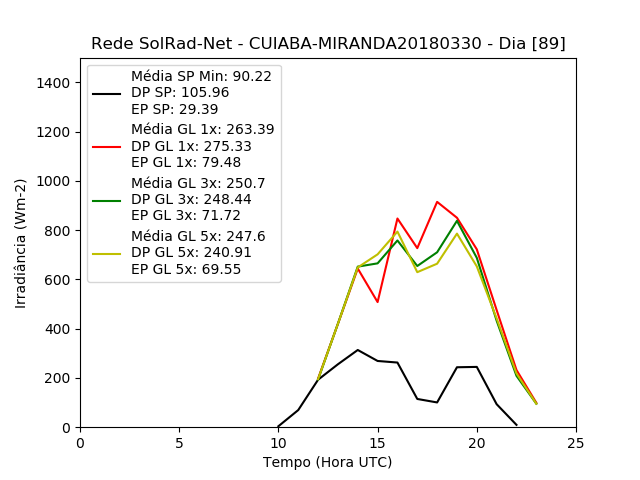 Rede SolRad-Net - CUIABA-MIRANDA20180330 - Dia [89]
Média SP Min: 90.22
DP SP: 105.96
EP SP: 29.39
Média GL 1x: 263.39
DP GL 1x: 275.33
EP GL 1x: 79.48
Média GL 3x: 250.7
DP GL 3x: 248.44
EP GL 3x: 71.72
Média GL 5x: 247.6
DP GL 5x: 240.91
EP GL 5x: 69.55
Irradiância (Wm-2)
1400
1200
1000
800
600
400
200
0
0 5 10 15 20 25
Tempo (Hora UTC)